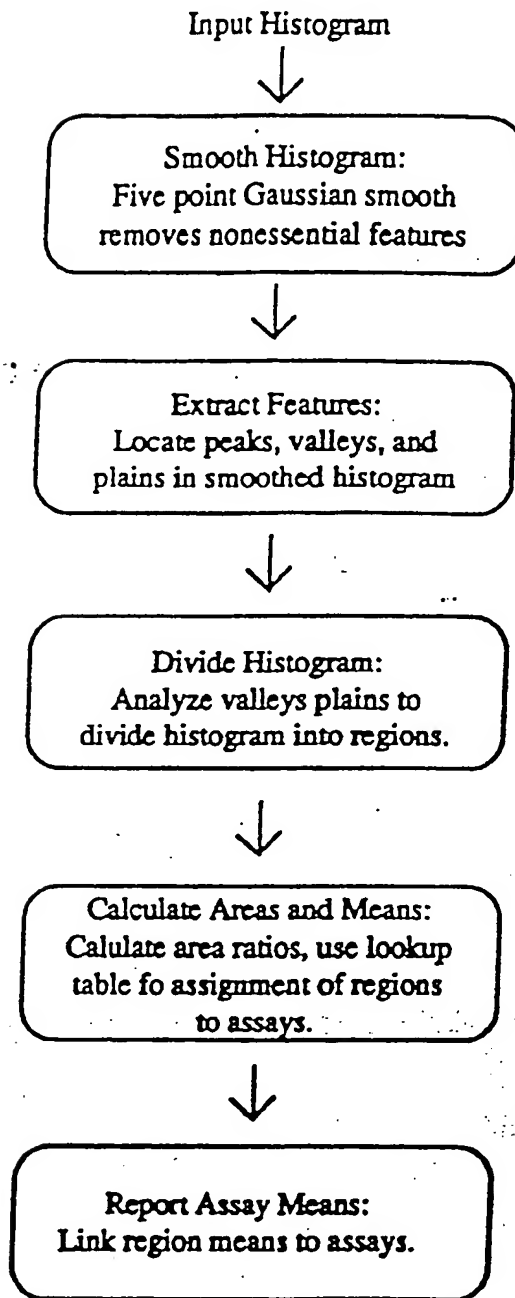 Input Histogram
Smooth Histogram:
Five point Gaussian smooth
removes nonessential features
Extract Features:
Locate peaks, valleys, and
plains in smoothed histogram
Divide Histogram:
Analyze valleys plains to
divide histogram into regions.
Calculate Areas and Means:
Calulate area ratios, use lookup
table fo assignment of regions
to assays.
Report Assay Means:
Link region means to assays.